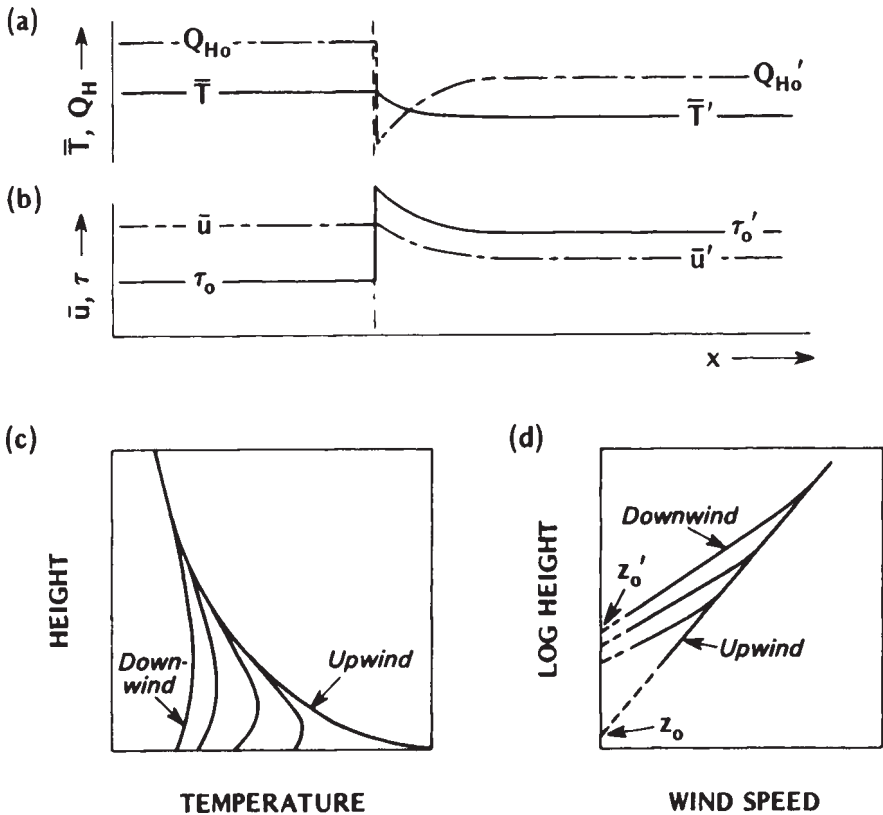 (a)
T̄, Q_H
Q_Ho
T̄
Q_Ho'
T̄'
(b)
ū, τ
ū
τ_o
τ_o'
ū'
x
(c)
HEIGHT
Down-
wind
Upwind
TEMPERATURE
(d)
LOG HEIGHT
Downwind
z_o'
Upwind
z_o
WIND SPEED